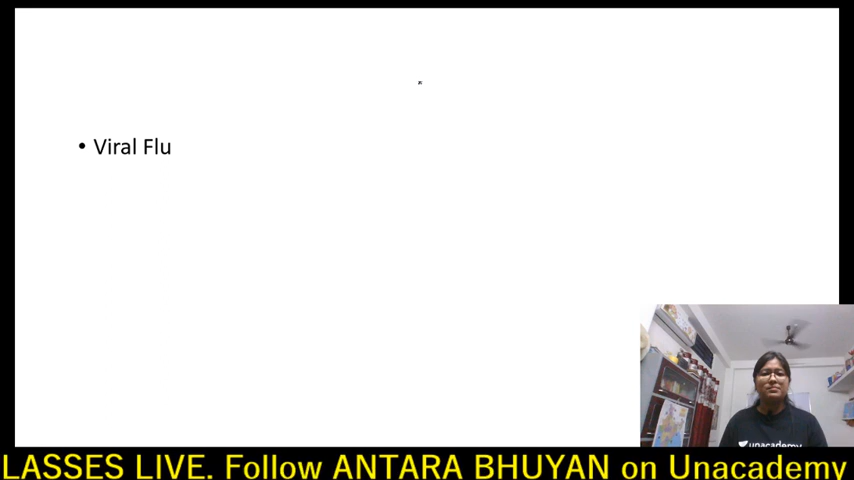 • Viral Flu
unacademy
LASSES LIVE. Follow ANTARA BHUYAN on Unacademy